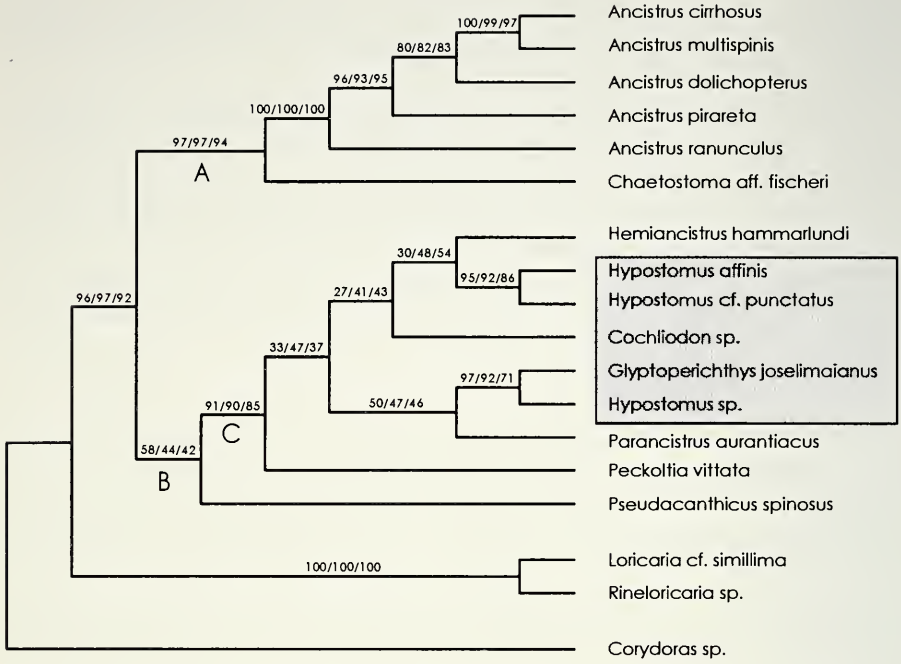 Ancistrus cirrhosus
100/99/97
Ancistrus multispinis
80/82/83
Ancistrus dolichopterus
96/93/95
Ancistrus pirareta
100/100/100
Ancistrus ranunculus
97/97/94
A
Chaetostoma aff. fischeri
Hemiancistrus hammarlundi
30/48/54
Hypostomus affinis
95/92/86
Hypostomus cf. punctatus
27/41/43
96/97/92
Cochliodon sp.
33/47/37
Glyptoperichthys joselimaianus
97/92/71
Hypostomus sp.
50/47/46
91/90/85
C
Parancistrus aurantiacus
58/44/42
B
Peckoltia vittata
Pseudacanthicus spinosus
Loricaria cf. simillima
100/100/100
Rineloricaria sp.
Corydoras sp.